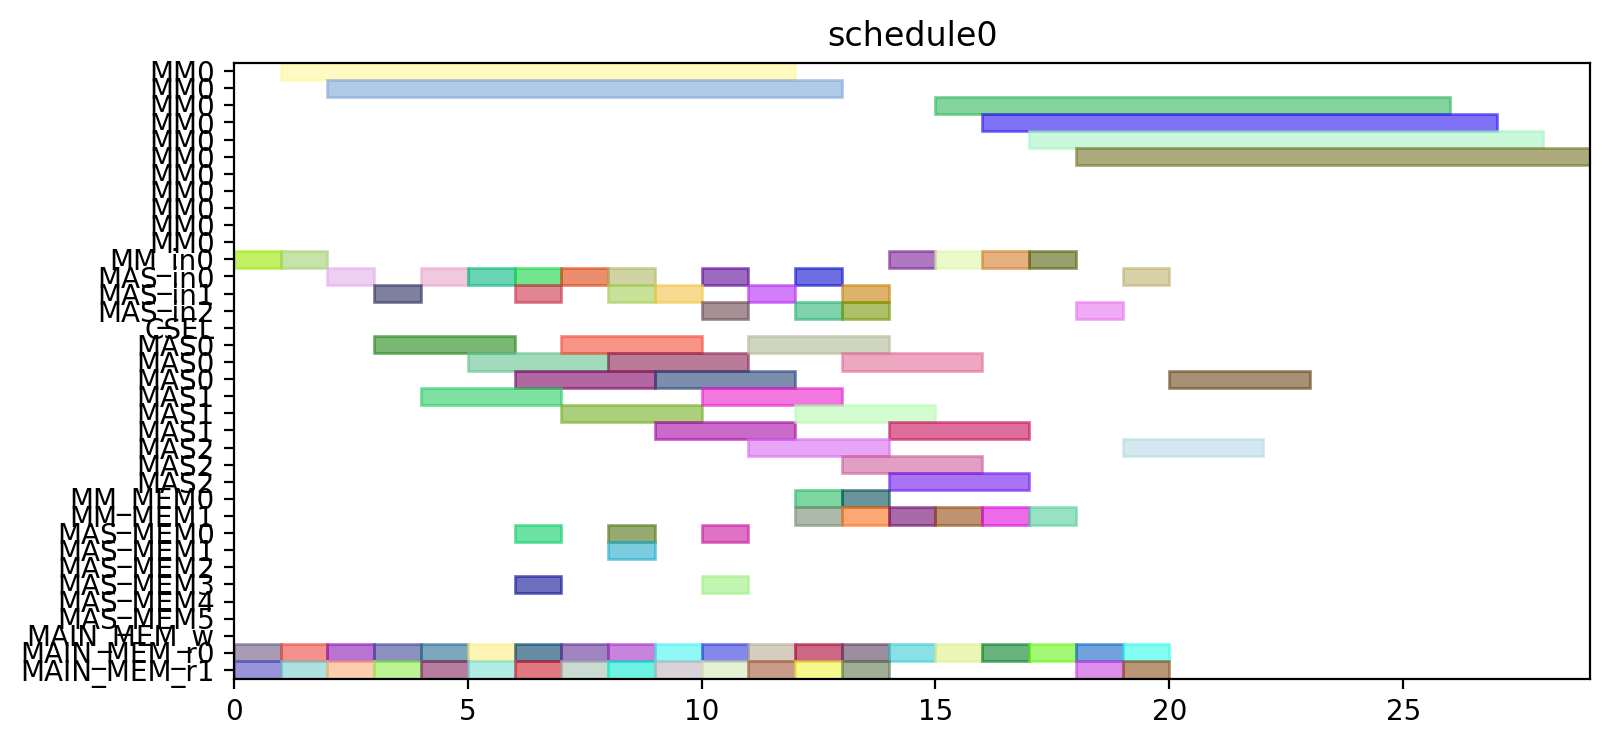 schedule0
MM0
MM0
MM0
MM0
MM0
MM0
MM0
MM0
MM0
MM0
MM0
MM_in0
MAS_in0
MAS_in1
MAS_in2
CSEL
MAS0
MAS0
MAS0
MAS1
MAS1
MAS1
MAS2
MAS2
MAS2
MM_MEM0
MM_MEM1
MAS_MEM0
MAS_MEM1
MAS_MEM2
MAS_MEM3
MAS_MEM4
MAS_MEM5
MAIN_MEM_w
MAIN_MEM_r0
MAIN_MEM_r1
0 5 10 15 20 25